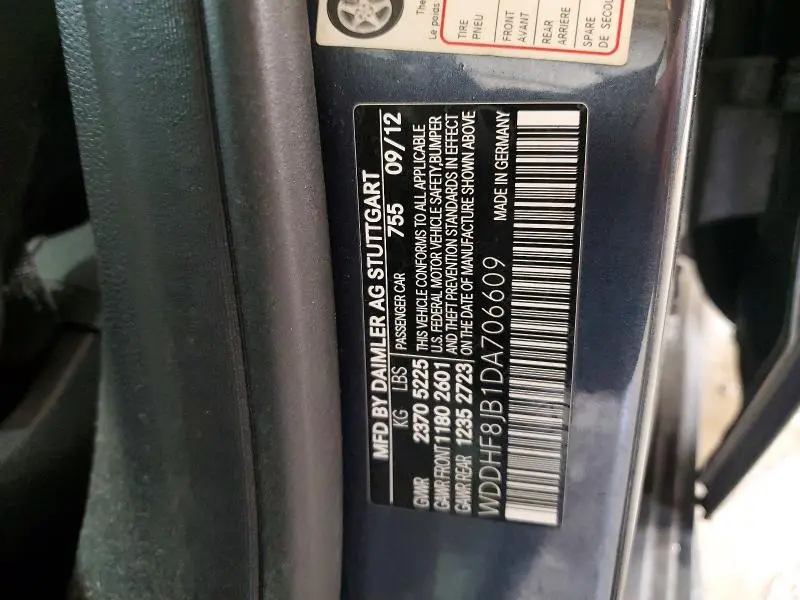 The
Le poids
TIRE
PNEU
FRONT
AVANT
REAR
ARRIERE
SPARE
DE SECOU
MFD BY DAIMLER AG STUTTGART
KG LBS PASSENGER CAR 755 09/12
GVWR 2370 5225 THIS VEHICLE CONFORMS TO ALL APPLICABLE
GAWR FRONT 1180 2601 U.S. FEDERAL MOTOR VEHICLE SAFETY,BUMPER
AND THEFT PREVENTION STANDARDS IN EFFECT
GAWR REAR 1235 2723 ON THE DATE OF MANUFACTURE SHOWN ABOVE
WDDHF8JB1DA706609 MADE IN GERMANY